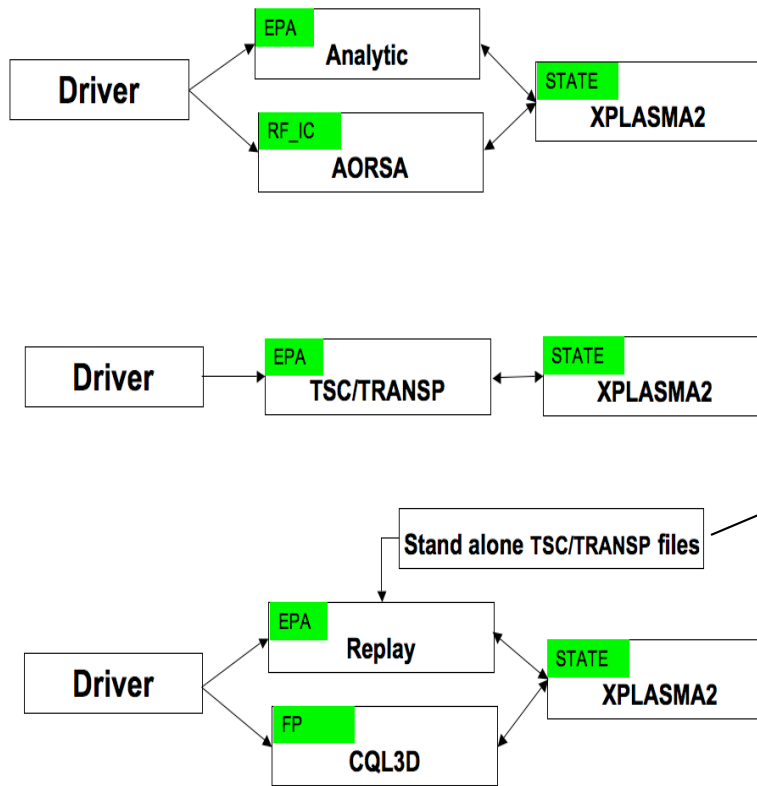 EPA
Analytic
Driver
STATE
XPLASMA2
RF_IC
AORSA
EPA
Driver
TSC/TRANSP
STATE
XPLASMA2
Stand alone TSC/TRANSP files
EPA
Replay
Driver
STATE
XPLASMA2
FP
CQL3D